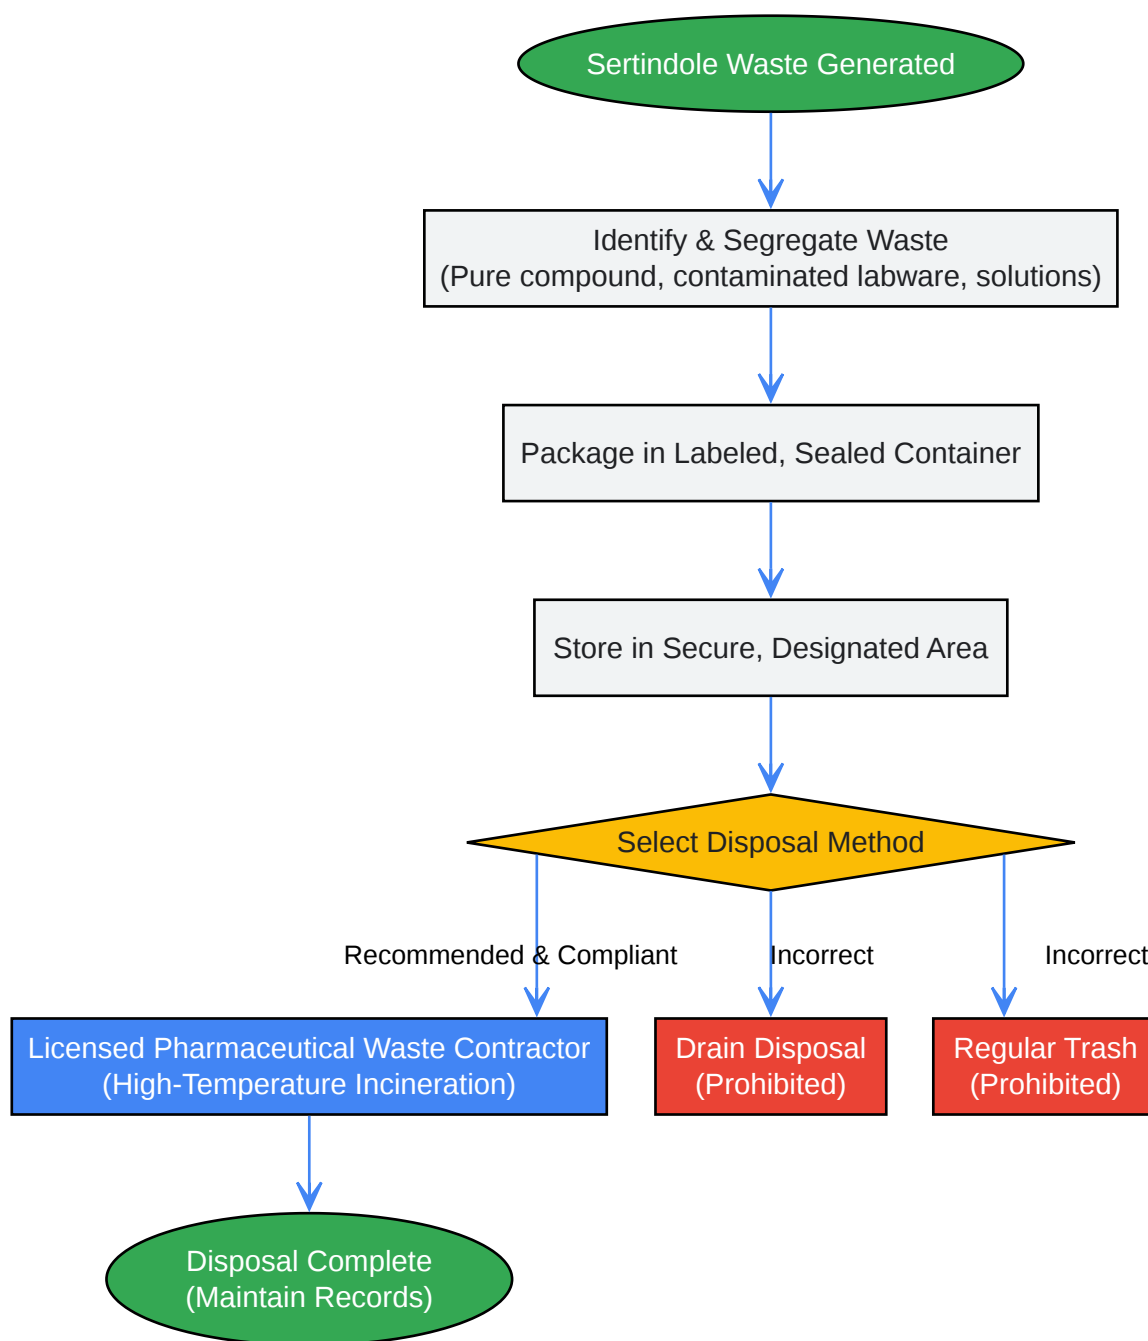 Sertindole Waste Generated
Identify & Segregate Waste
(Pure compound, contaminated labware, solutions)
Package in Labeled, Sealed Container
Store in Secure, Designated Area
Select Disposal Method
Recommended & Compliant
Incorrect
Incorrect
Licensed Pharmaceutical Waste Contractor
(High-Temperature Incineration)
Drain Disposal
(Prohibited)
Regular Trash
(Prohibited)
Disposal Complete
(Maintain Records)